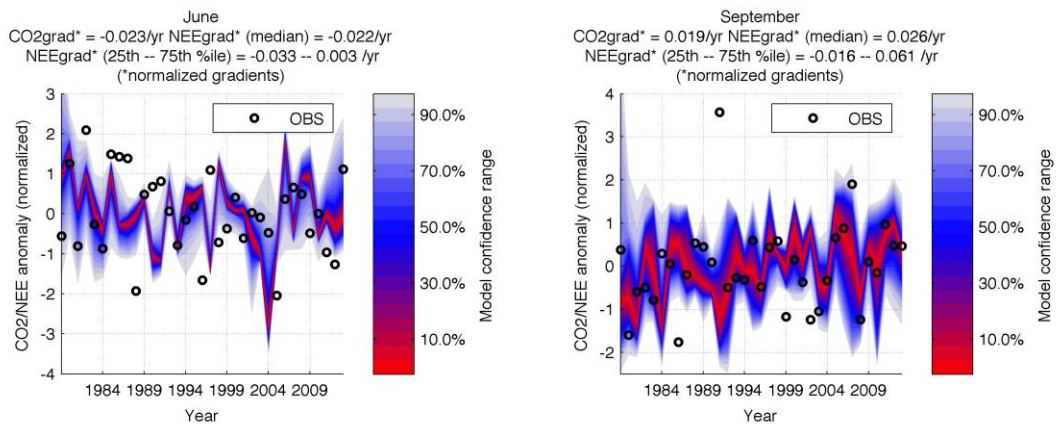 June
CO2grad* = -0.023/yr NEEgrad* (median) = -0.022/yr
NEEgrad* (25th -- 75th %ile) = -0.033 -- 0.003 /yr
(*normalized gradients)
3
2
1
0
-1
-2
-3
-4
CO2/NEE anomaly (normalized)
OBS
1984
1989
1994
1999
2004
2009
Year
90.0%
70.0%
50.0%
30.0%
10.0%
Model confidence range
September
CO2grad* = 0.019/yr NEEgrad* (median) = 0.026/yr
NEEgrad* (25th -- 75th %ile) = -0.016 -- 0.061 /yr
(*normalized gradients)
4
3
2
1
0
-1
-2
CO2/NEE anomaly (normalized)
OBS
1984
1989
1994
1999
2004
2009
Year
90.0%
70.0%
50.0%
30.0%
10.0%
Model confidence range